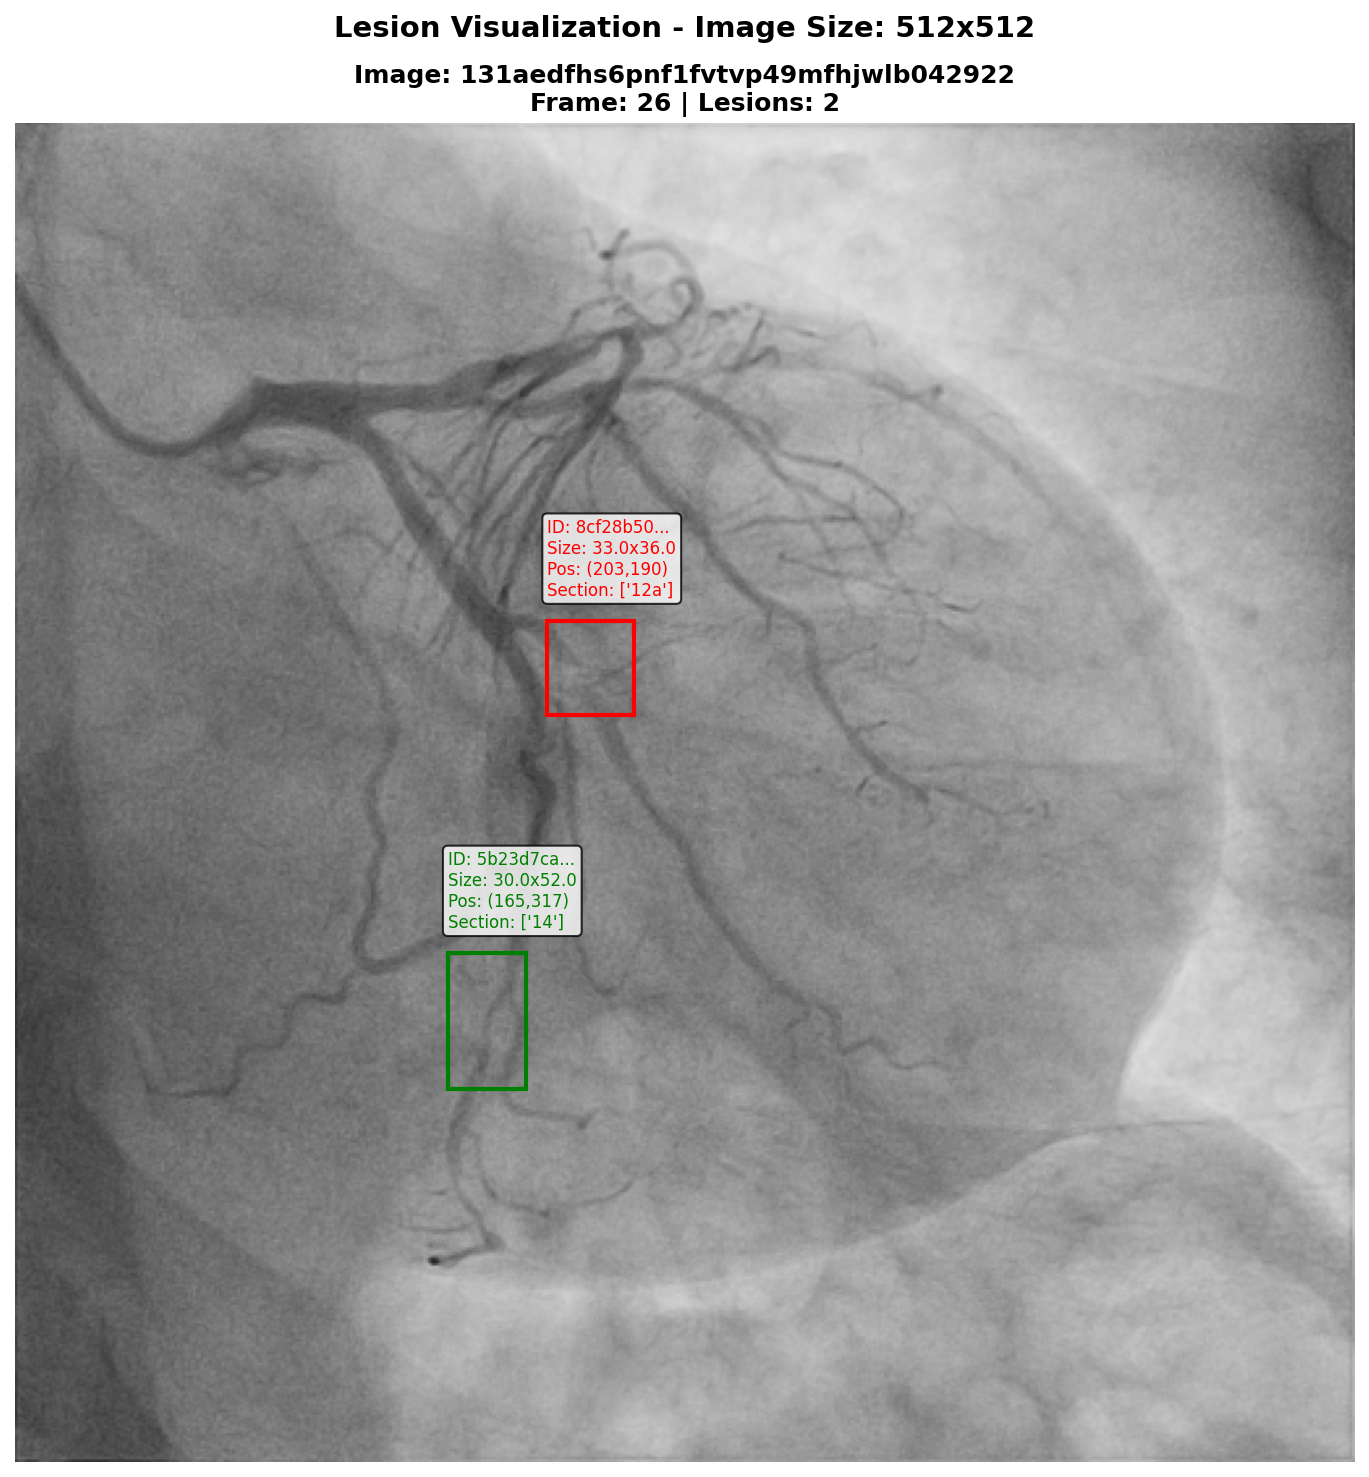 Lesion Visualization - Image Size: 512x512
Image: 131aedfhs6pnf1fvtvp49mfhjwlb042922
Frame: 26 | Lesions: 2
ID: 8cf28b50...
Size: 33.0x36.0
Pos: (203,190)
Section: ['12a']
ID: 5b23d7ca...
Size: 30.0x52.0
Pos: (165,317)
Section: ['14']